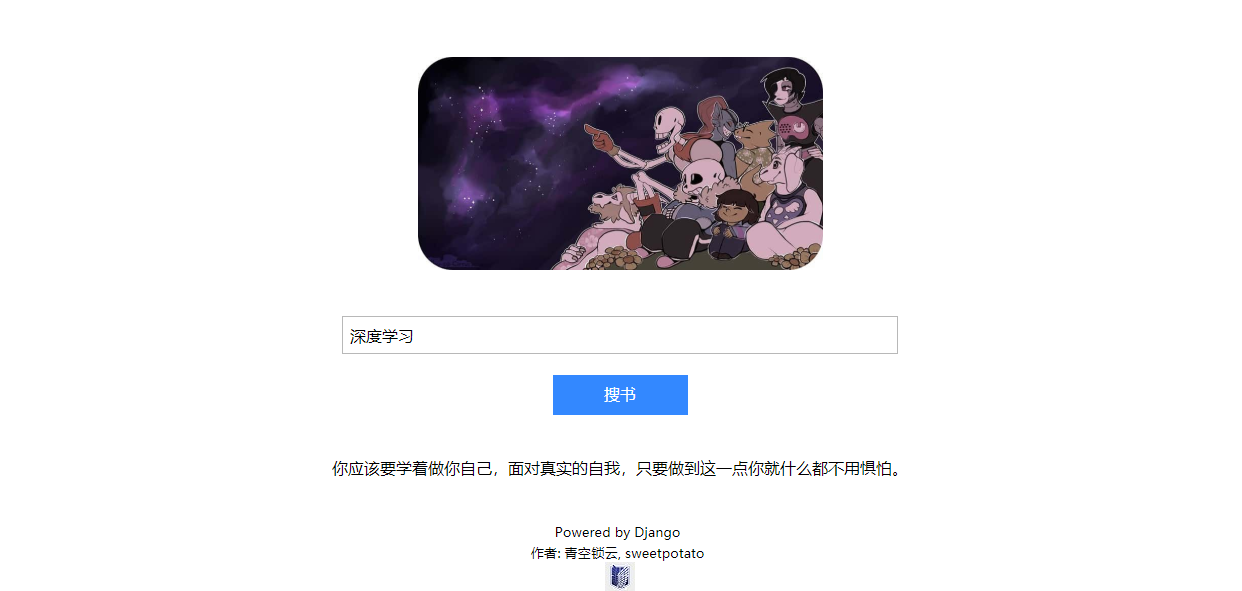 深度学习
搜书
你应该要学着做你自己，面对真实的自我，只要做到这一点你就什么都不用惧怕。
Powered by Django
作者: 青空锁云, sweetpotato